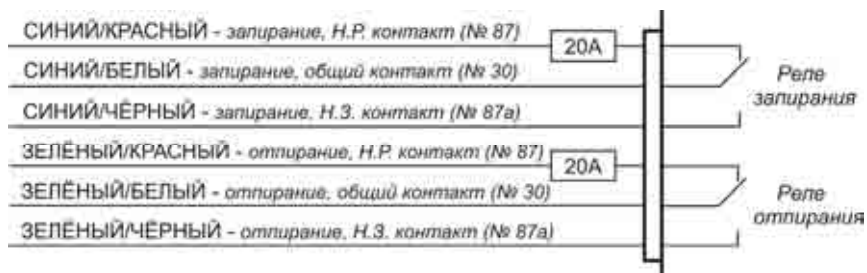 СИНИЙ/КРАСНЫЙ - запирание, Н.Р. контакт (№ 87)
20А
СИНИЙ/БЕЛЫЙ - запирание, общий контакт (№ 30)
Реле
запирания
СИНИЙ/ЧЁРНЫЙ - запирание, Н.З. контакт (№ 87а)
ЗЕЛЁНЫЙ/КРАСНЫЙ - отпирание, Н.Р. контакт (№ 87)
20А
ЗЕЛЁНЫЙ/БЕЛЫЙ - отпирание, общий контакт (№ 30)
Реле
отпирания
ЗЕЛЁНЫЙ/ЧЁРНЫЙ - отпирание, Н.З. контакт (№ 87а)